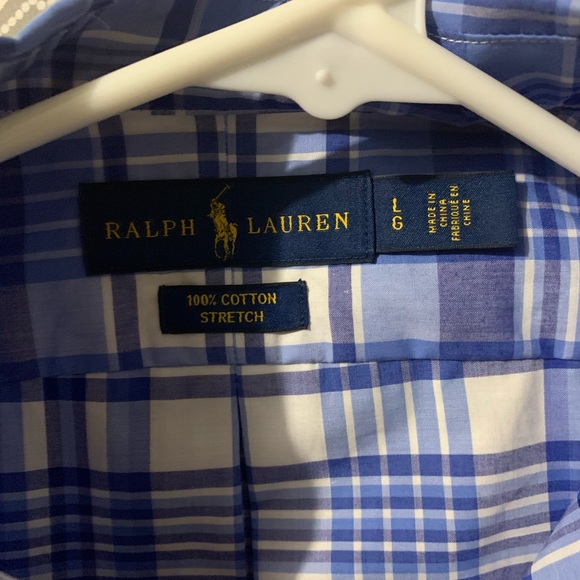 RALPH LAUREN
L
G
MADE IN
CHINA
FABRIQUÉ EN
CHINE
100% COTTON
STRETCH